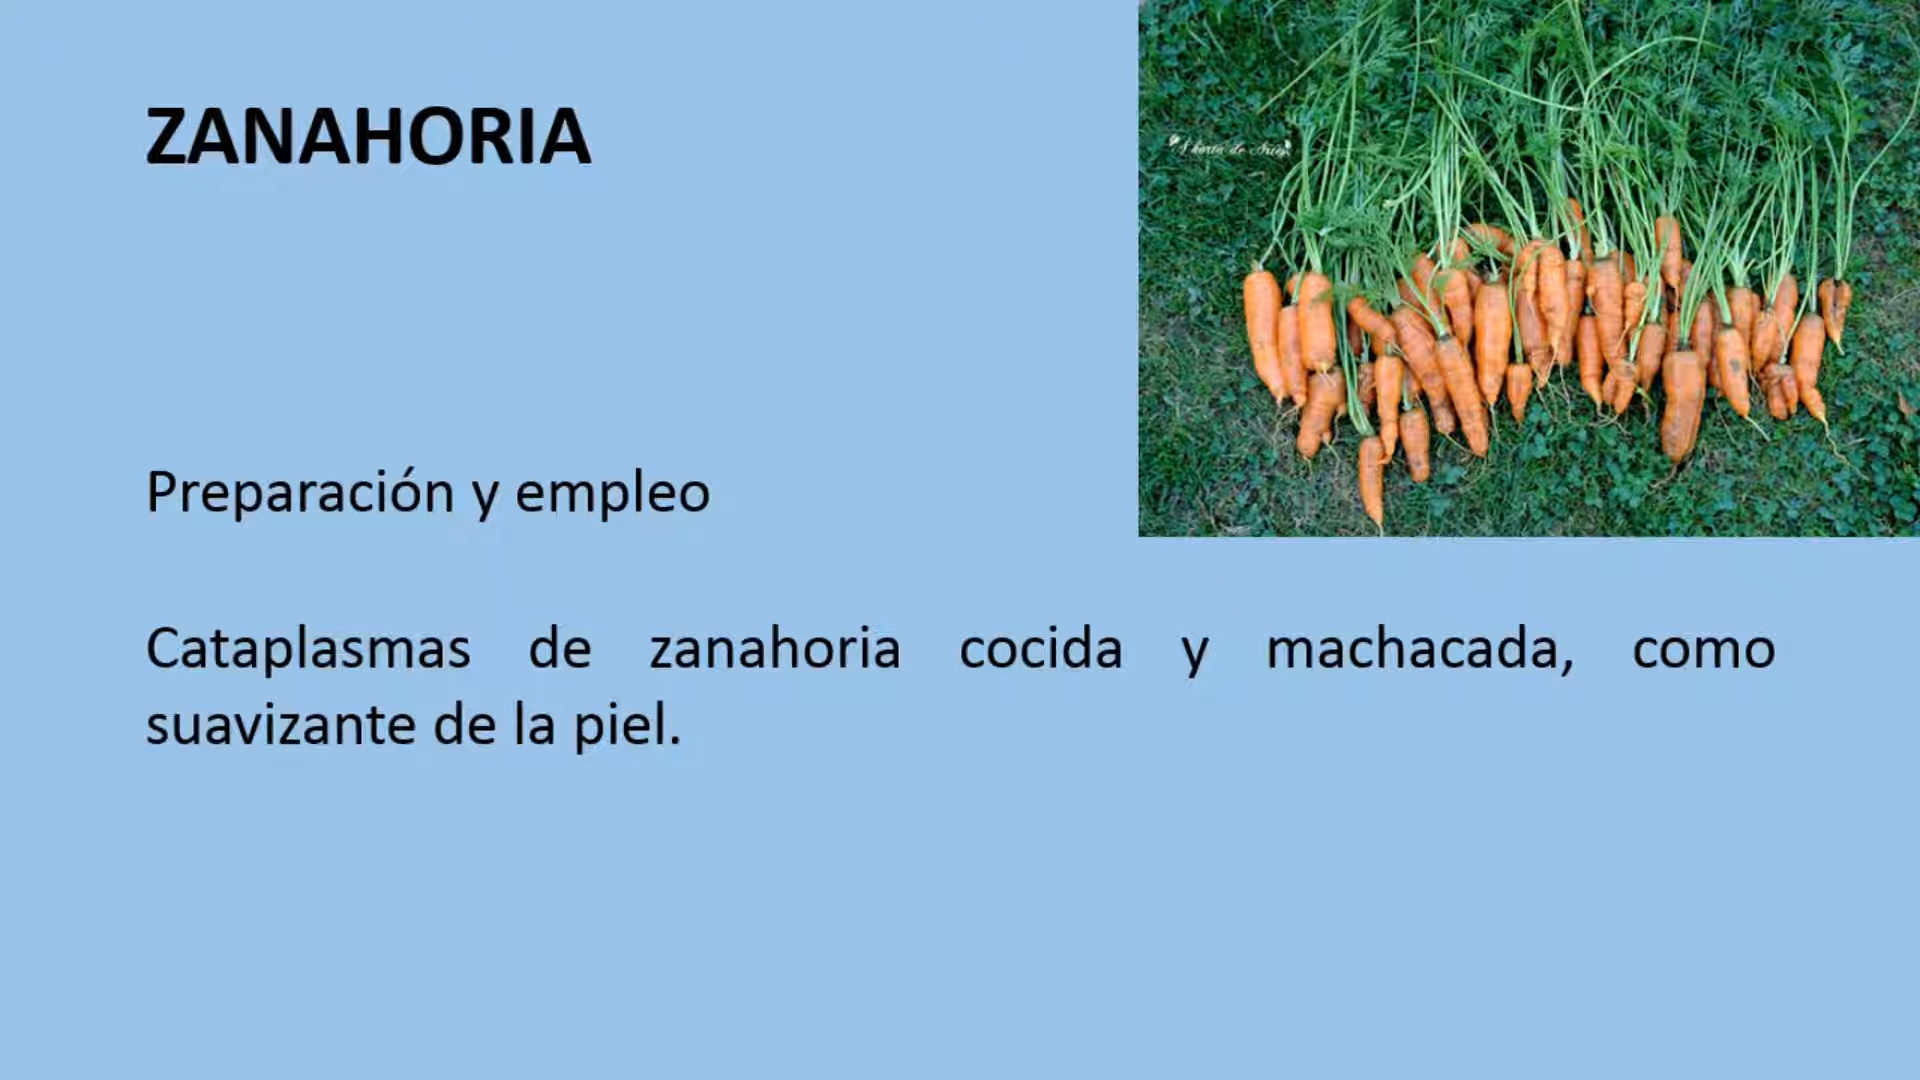 ZANAHORIA
Preparación y empleo
Cataplasmas de zanahoria cocida y machacada, como
suavizante de la piel.